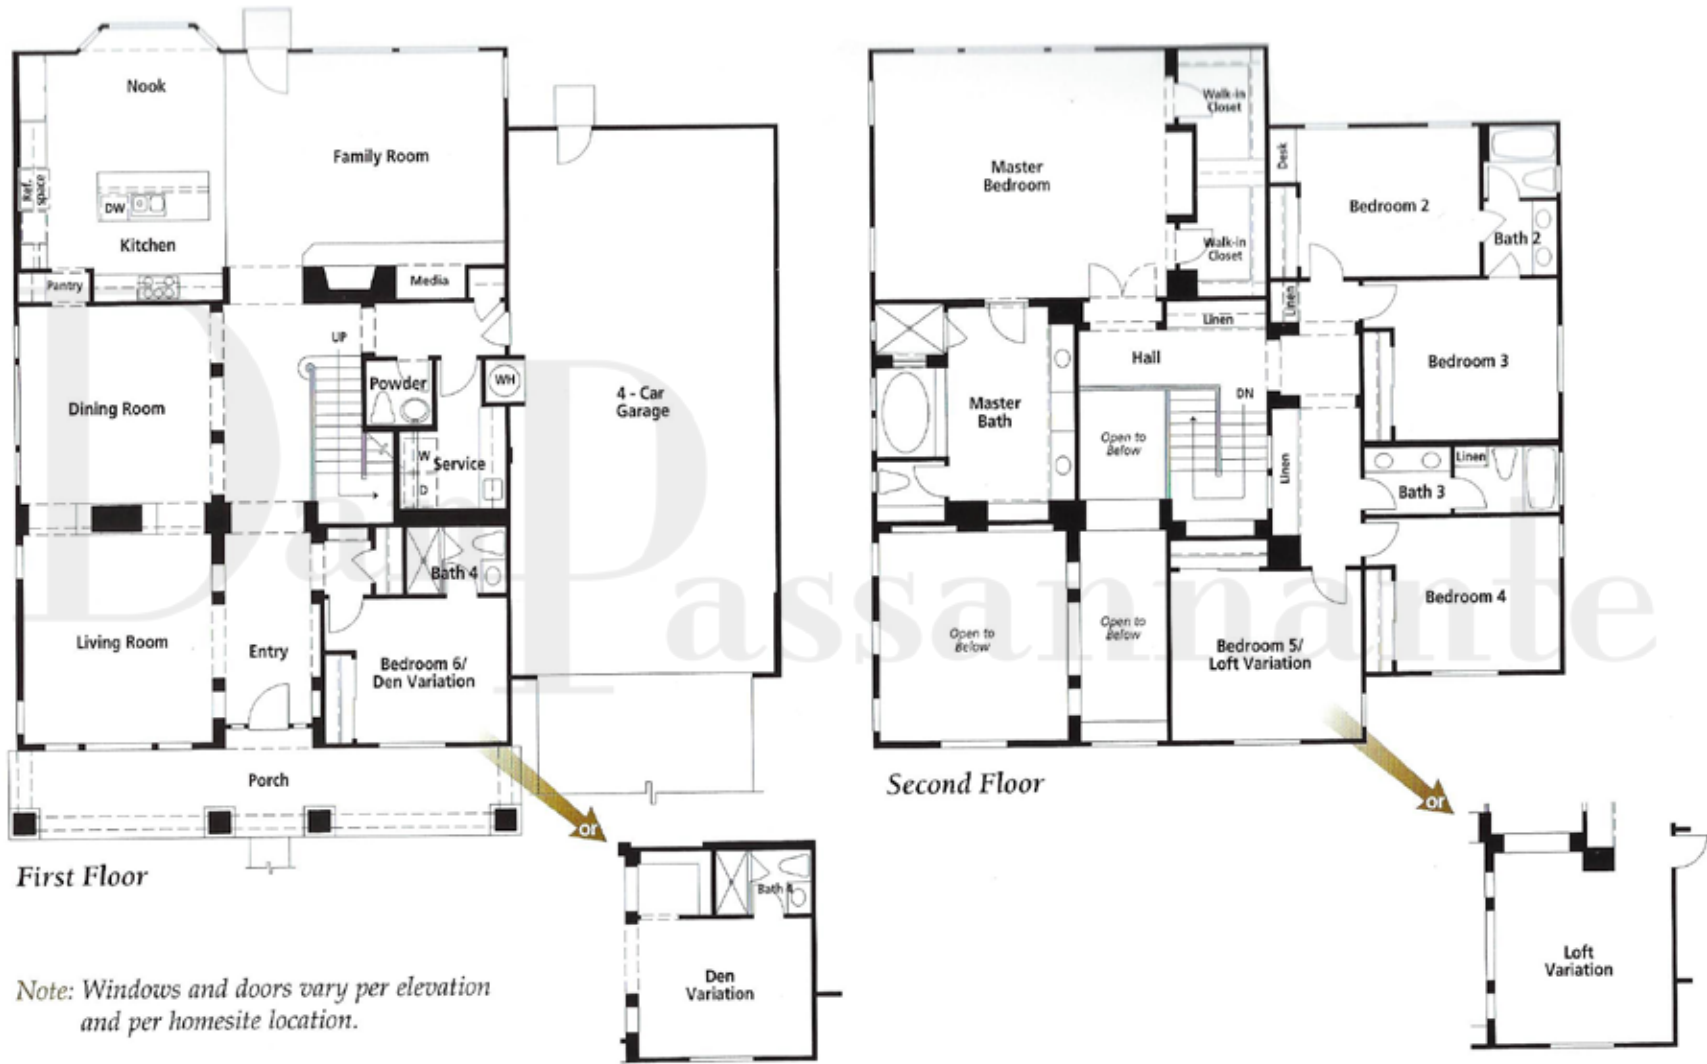 Nook
Family Room
Ref.
space
DW
Kitchen
Pantry
Media
UP
Powder
WH
Dining Room
4 - Car
Garage
W
Service
D
Bath 4
Living Room
Entry
Bedroom 6/
Den Variation
Porch
or
First Floor
Bath 4
Den
Variation
Note: Windows and doors vary per elevation
and per homesite location.
Walk-in
Closet
Master
Bedroom
Desk
Bedroom 2
Bath 2
Walk-in
Closet
Linen
Linen
Hall
Bedroom 3
DN
Master
Bath
Open to
Below
Linen
Linen
Bath 3
Bedroom 4
Open to
Below
Open to
Below
Bedroom 5/
Loft Variation
Second Floor
or
Loft
Variation
Dan Passannante